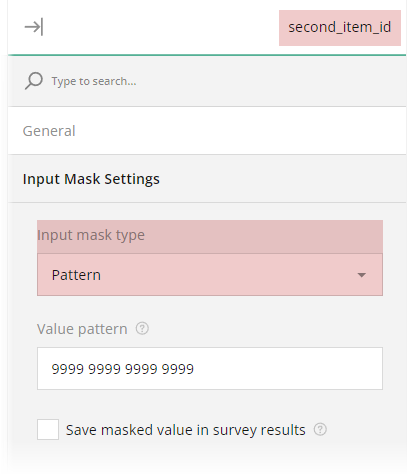 second_item_id
Type to search...
General
Input Mask Settings
Input mask type
Pattern
Value pattern ?
9999 9999 9999 9999
Save masked value in survey results ?